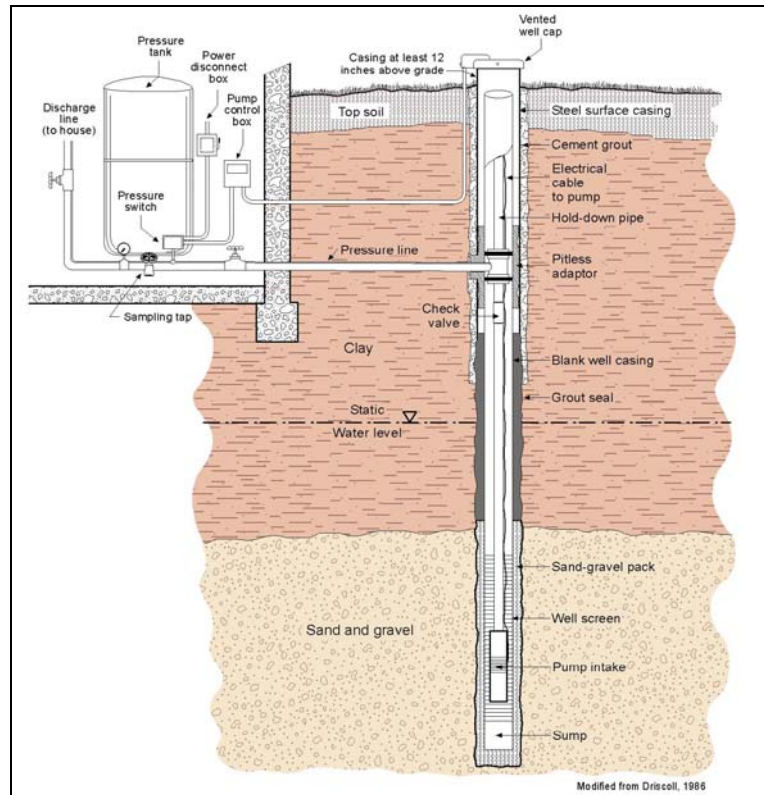 Pressure
tank
Power
disconnect
box
Discharge
line
(to house)
Pump
control
box
Pressure
switch
Sampling tap
Pressure line
Casing at least 12
inches above grade
Vented
well cap
Top soil
Steel surface casing
Cement grout
Electrical
cable
to pump
Hold-down pipe
Pitless
adaptor
Check
valve
Clay
Blank well casing
Grout seal
Static
Water level
Sand-gravel pack
Well screen
Sand and gravel
Pump intake
Sump
Modified from Driscoll, 1986